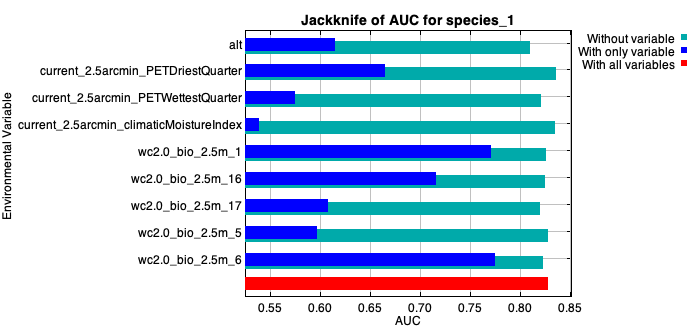 Jackknife of AUC for species_1
Environmental Variable
alt
current_2.5arcmin_PETDriestQuarter
current_2.5arcmin_PETWettestQuarter
current_2.5arcmin_climaticMoistureIndex
wc2.0_bio_2.5m_1
wc2.0_bio_2.5m_16
wc2.0_bio_2.5m_17
wc2.0_bio_2.5m_5
wc2.0_bio_2.5m_6
0.55 0.60 0.65 0.70 0.75 0.80 0.85
AUC
Without variable
With only variable
With all variables